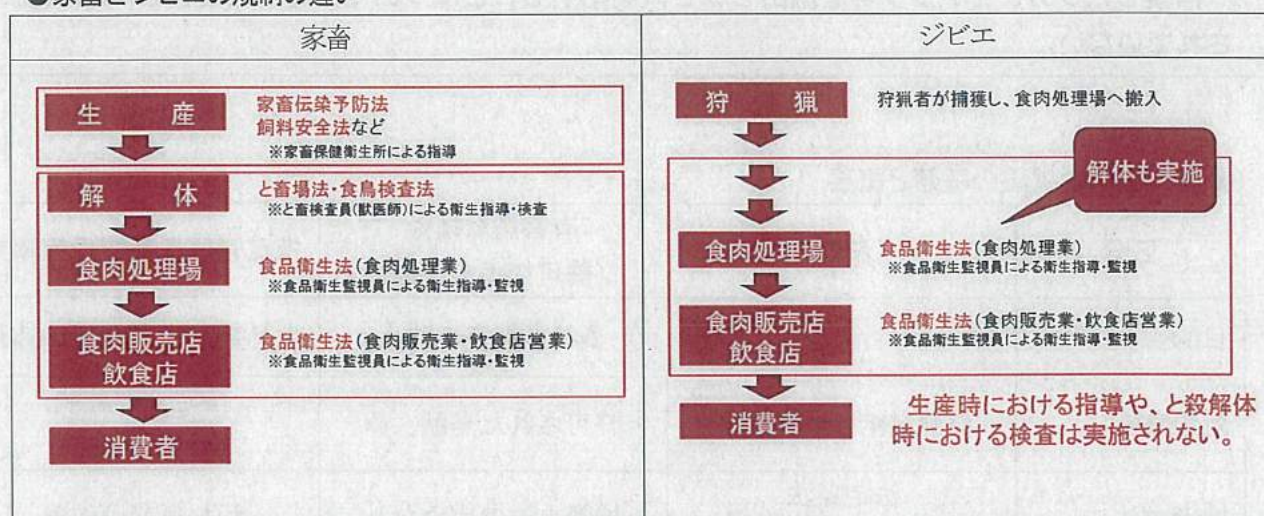 ●家畜とジビエの規制の違い
家畜
生産
家畜伝染予防法
飼料安全法など
※家畜保健衛生所による指導
解体
と畜場法・食鳥検査法
※と畜検査員(獣医師)による衛生指導・検査
食肉処理場
食品衛生法(食肉処理業)
※食品衛生監視員による衛生指導・監視
食肉販売店
飲食店
食品衛生法(食肉販売業・飲食店営業)
※食品衛生監視員による衛生指導・監視
消費者
ジビエ
狩猟
狩猟者が捕獲し、食肉処理場へ搬入
解体も実施
食肉処理場
食品衛生法(食肉処理業)
※食品衛生監視員による衛生指導・監視
食肉販売店
飲食店
食品衛生法(食肉販売業・飲食店営業)
※食品衛生監視員による衛生指導・監視
消費者
生産時における指導や、と殺解体
時における検査は実施されない。